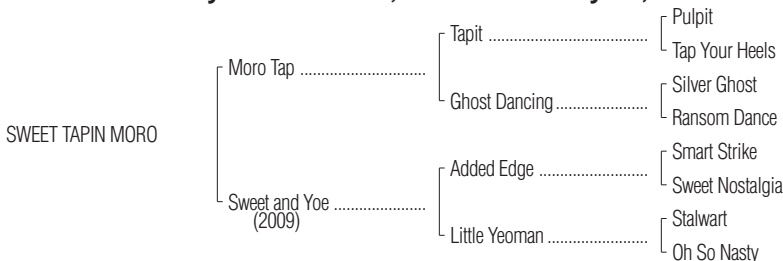 Pulpit
Tapit ....................................
Tap Your Heels
Moro Tap ............................
Silver Ghost
Ghost Dancing.....................
Ransom Dance
SWEET TAPIN MORO
Smart Strike
Added Edge ........................
Sweet Nostalgia
Sweet and Yoe .....................
(2009)
Stalwart
Little Yeoman .......................
Oh So Nasty